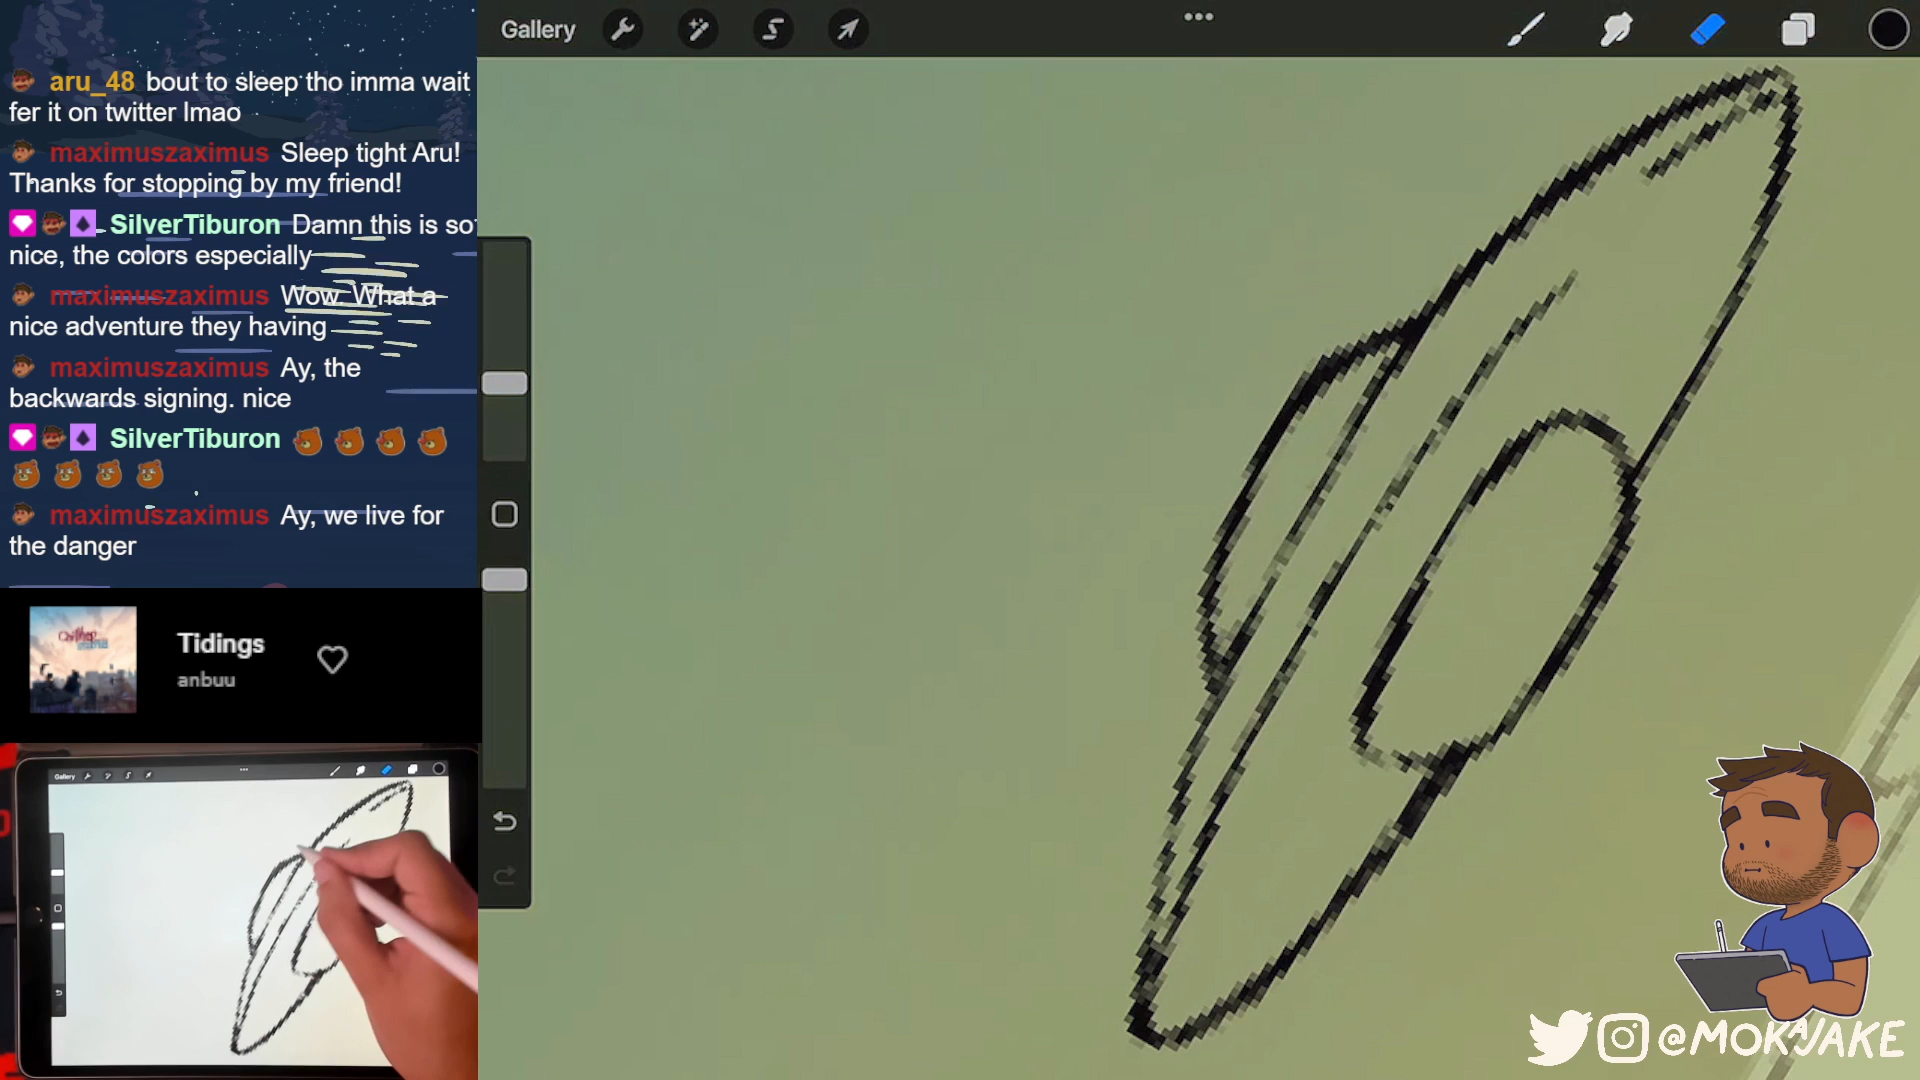 aru_48 bout to sleep tho imma wait
fer it on twitter lmao
maximuszaximus Sleep tight Aru!
Thanks for stopping by my friend!
SilverTiburon Damn this is so
nice, the colors especially
maximuszaximus Wow. What a
nice adventure they having
maximuszaximus Ay, the
backwards signing. nice
SilverTiburon
maximuszaximus Ay, we live for
the danger
Tidings
anbuu
Gallery
Gallery
@MOKAJAKE